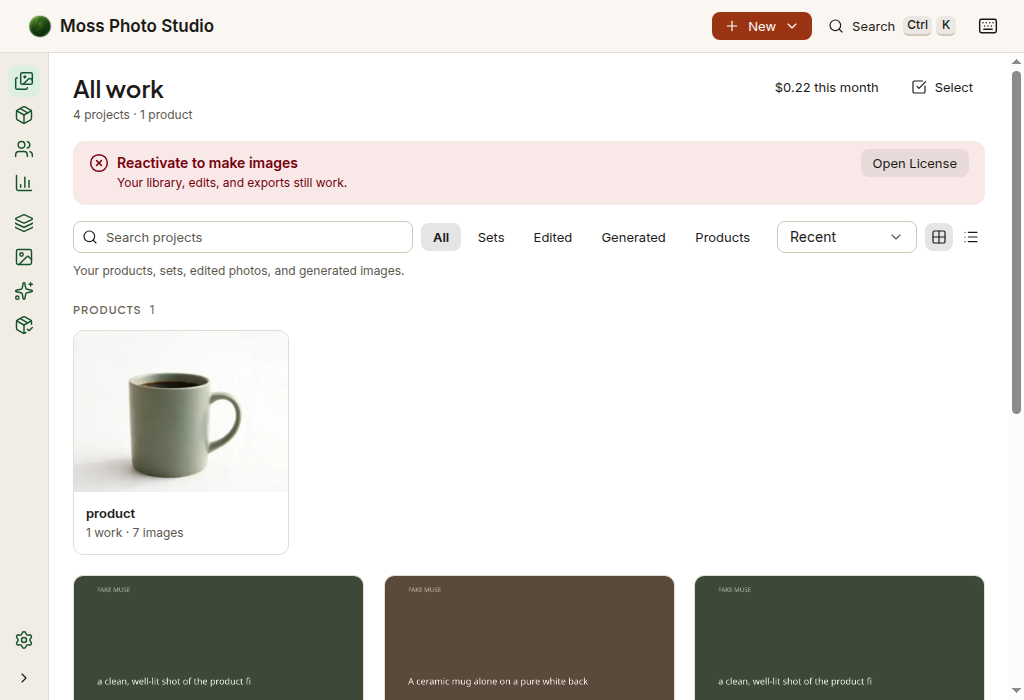 Moss Photo Studio
New
Search
Ctrl
K
All work
$0.22 this month
Select
4 projects · 1 product
Reactivate to make images
Your library, edits, and exports still work.
Open License
Search projects
All
Sets
Edited
Generated
Products
Recent
Your products, sets, edited photos, and generated images.
PRODUCTS 1
product
1 work · 7 images
FAKE MUSE
FAKE MUSE
FAKE MUSE
a clean, well-lit shot of the product fi
A ceramic mug alone on a pure white back
a clean, well-lit shot of the product fi